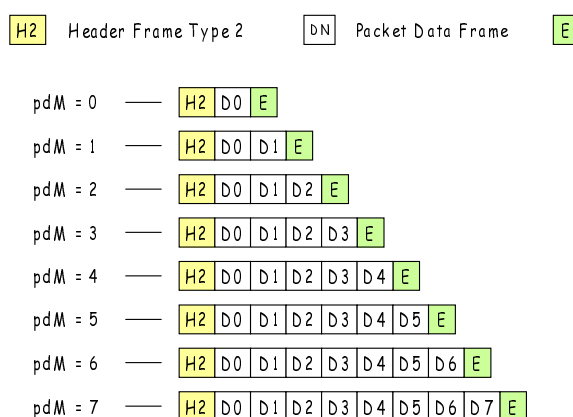 H2 Header Frame Type 2 DN Packet Data Frame E
pdM = 0 H2 D0 E
pdM = 1 H2 D0 D1 E
pdM = 2 H2 D0 D1 D2 E
pdM = 3 H2 D0 D1 D2 D3 E
pdM = 4 H2 D0 D1 D2 D3 D4 E
pdM = 5 H2 D0 D1 D2 D3 D4 D5 E
pdM = 6 H2 D0 D1 D2 D3 D4 D5 D6 E
pdM = 7 H2 D0 D1 D2 D3 D4 D5 D6 D7 E